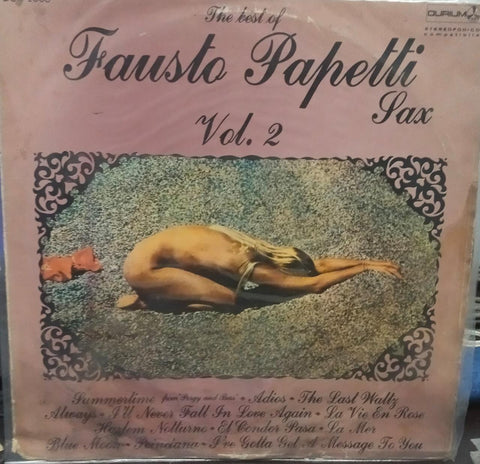 The best of
DURIUM
STEREOFONICO
compatibile
Fausto Papetti
Sax
Vol. 2
Summertime from "Porgy and Bess" • Adios • The Last Waltz
Always • I'll Never Fall In Love Again • La Vie En Rose
Harlem Notturno • El Condor Pasa • La Mer
Blue Moon • Poinciana • I've Gotta Get A Message To You